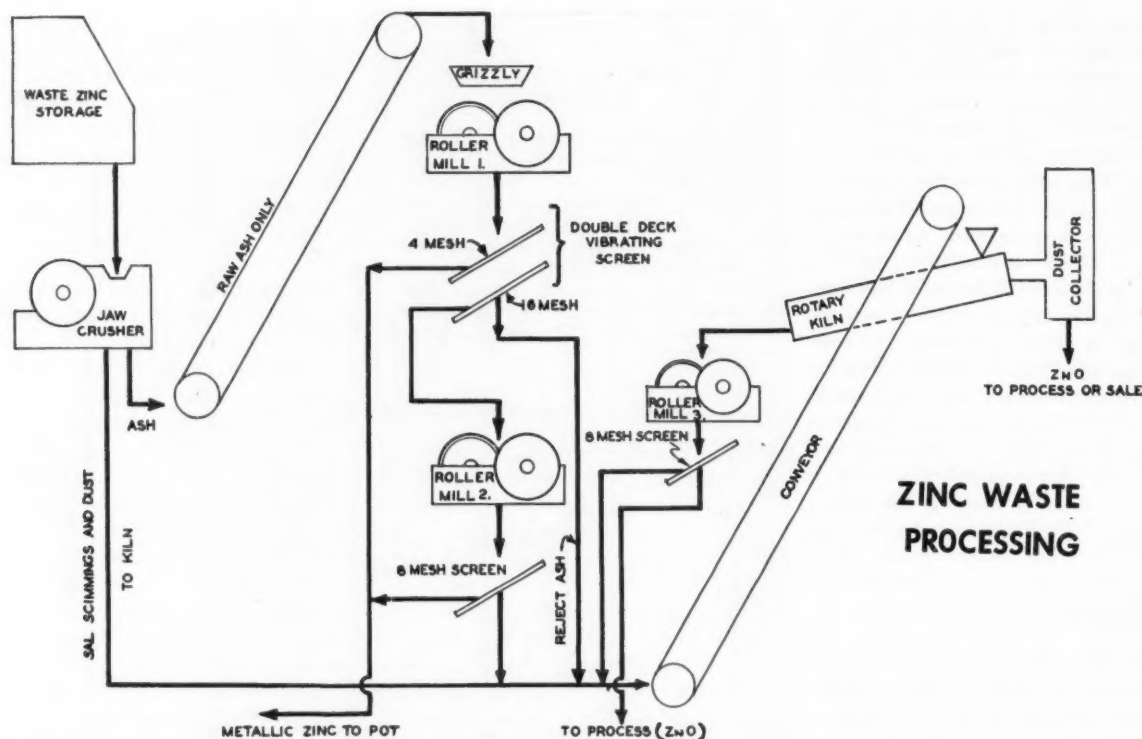 WASTE ZINC
STORAGE
JAW
CRUSHER
ASH
SAL SCIMMINGS AND DUST
TO KILN
RAW ASH ONLY
GRIZZLY
ROLLER
MILL 1.
4 MESH
DOUBLE DECK
VIBRATING
SCREEN
16 MESH
ROLLER
MILL 2.
8 MESH SCREEN
REJECT ASH
METALLIC ZINC TO POT
ROLLER
MILL 3.
8 MESH SCREEN
TO PROCESS (ZNO)
CONVEYOR
ROTARY
KILN
DUST
COLLECTOR
ZNO
TO PROCESS OR SALE
ZINC WASTE
PROCESSING